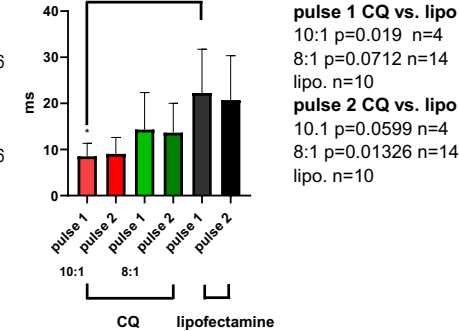 40
30
20
10
0
ms
*
pulse 1
pulse 2
pulse 1
pulse 2
pulse 1
pulse 2
10:1
8:1
CQ
lipofectamine
pulse 1 CQ vs. lipo
10:1 p=0.019 n=4
8:1 p=0.0712 n=14
lipo. n=10
pulse 2 CQ vs. lipo
10.1 p=0.0599 n=4
8:1 p=0.01326 n=14
lipo. n=10